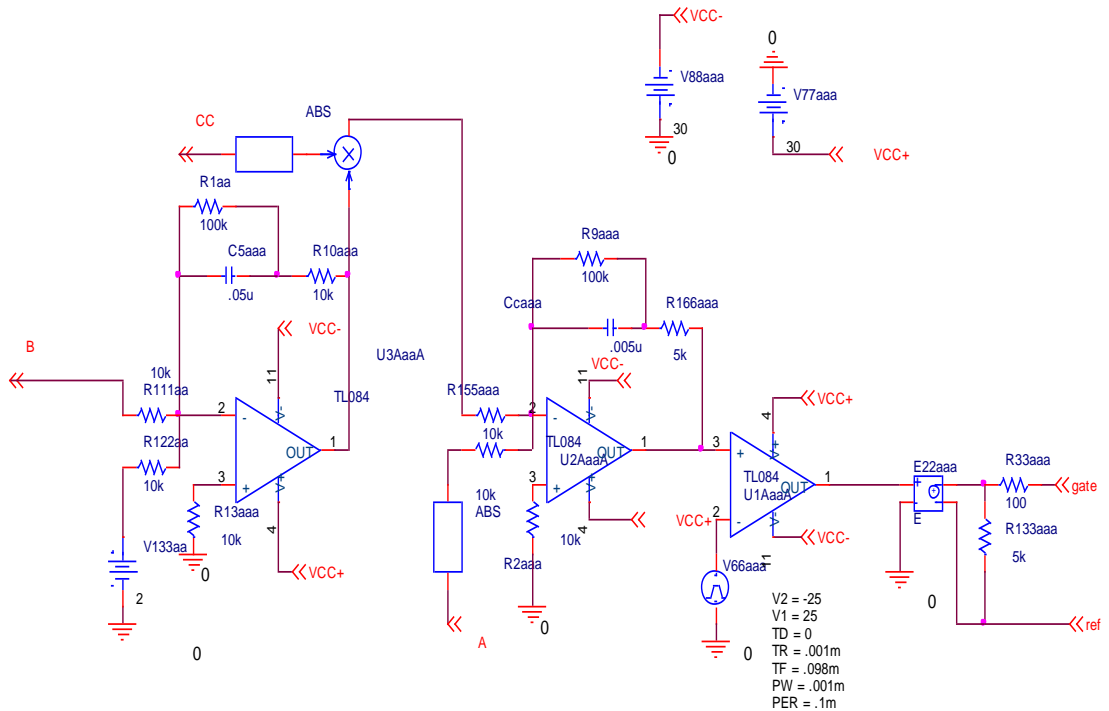 VCC-
0
V88aaa
V77aaa
30
0
30
VCC+
CC
ABS
R1aa
100k
C5aaa
.05u
R10aaa
10k
VCC-
U3AaaA
TL084
11
V-
B
10k
R111aa
R122aa
10k
2
-
OUT
1
3
+
V+
4
R13aaa
10k
V133aa
0
VCC+
2
0
R9aaa
100k
Ccaaa
.005u
R166aaa
5k
VCC-
11
V-
R155aaa
10k
2
-
TL084
U2AaaA
OUT
1
3
+
V+
4
10k
ABS
10k
R2aaa
0
A
VCC+
4
V+
3
+
TL084
U1AaaA
OUT
1
VCC+
2
-
V-
11
VCC-
V66aaa
0
V2 = -25
V1 = 25
TD = 0
TR = .001m
TF = .098m
PW = .001m
PER = .1m
E22aaa
+
-
+
-
E
0
R33aaa
100
gate
R133aaa
5k
ref